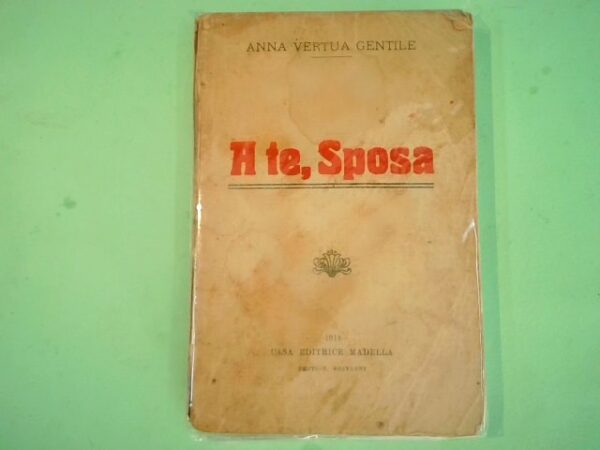 ANNA VERTUA GENTILE
A te, Sposa
CASA EDITRICE MADELLA